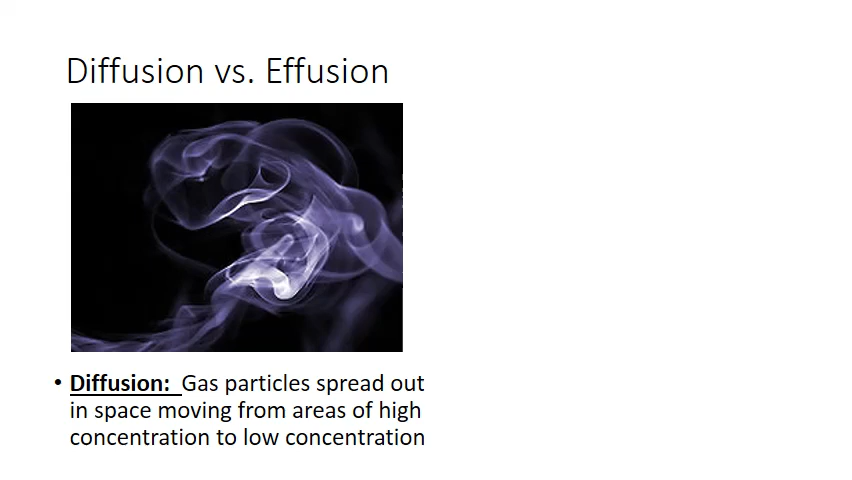 Diffusion vs. Effusion
• Diffusion: Gas particles spread out
in space moving from areas of high
concentration to low concentration